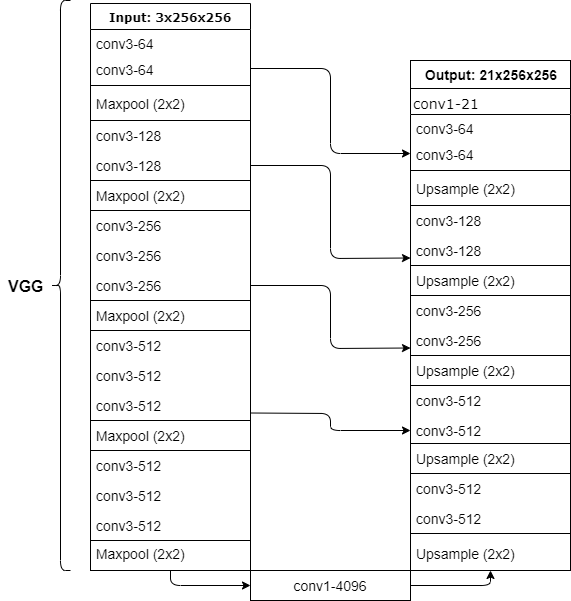 VGG
Input: 3x256x256
conv3-64
conv3-64
Maxpool (2x2)
conv3-128
conv3-128
Maxpool (2x2)
conv3-256
conv3-256
conv3-256
Maxpool (2x2)
conv3-512
conv3-512
conv3-512
Maxpool (2x2)
conv3-512
conv3-512
conv3-512
Maxpool (2x2)
conv1-4096
Output: 21x256x256
conv1-21
conv3-64
conv3-64
Upsample (2x2)
conv3-128
conv3-128
Upsample (2x2)
conv3-256
conv3-256
Upsample (2x2)
conv3-512
conv3-512
Upsample (2x2)
conv3-512
conv3-512
Upsample (2x2)